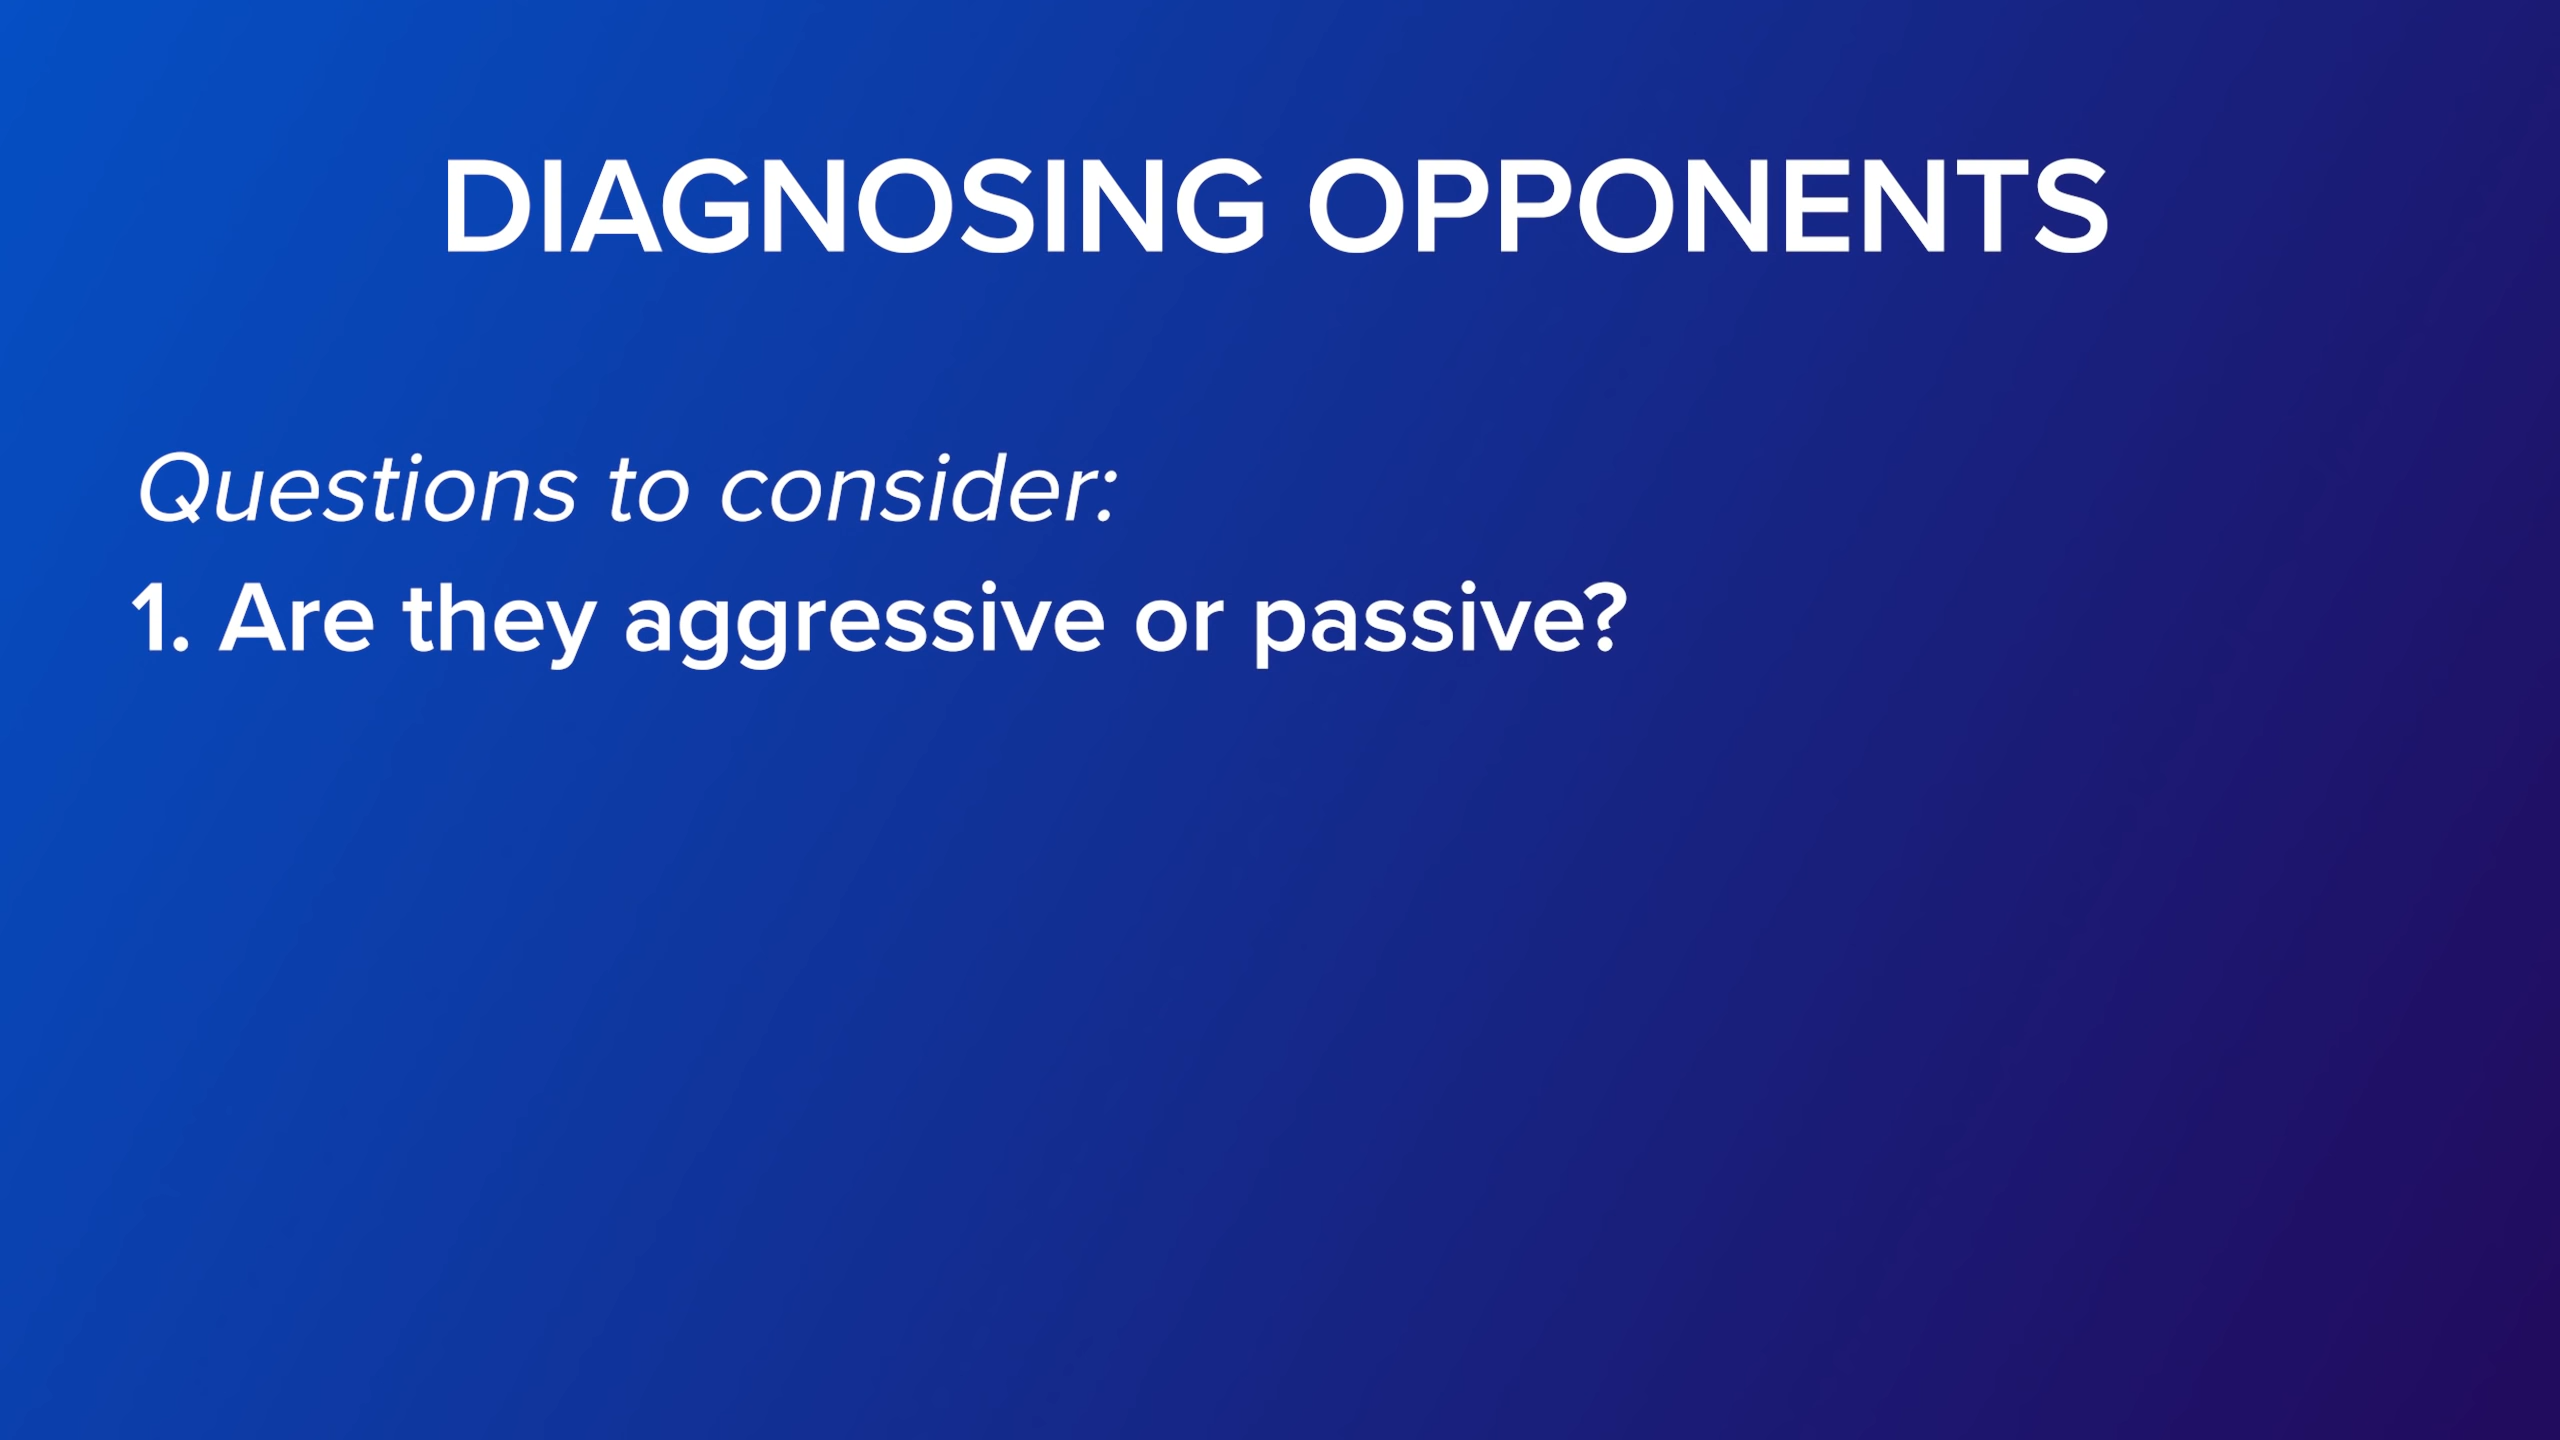 DIAGNOSING OPPONENTS
Questions to consider:
1. Are they aggressive or passive?